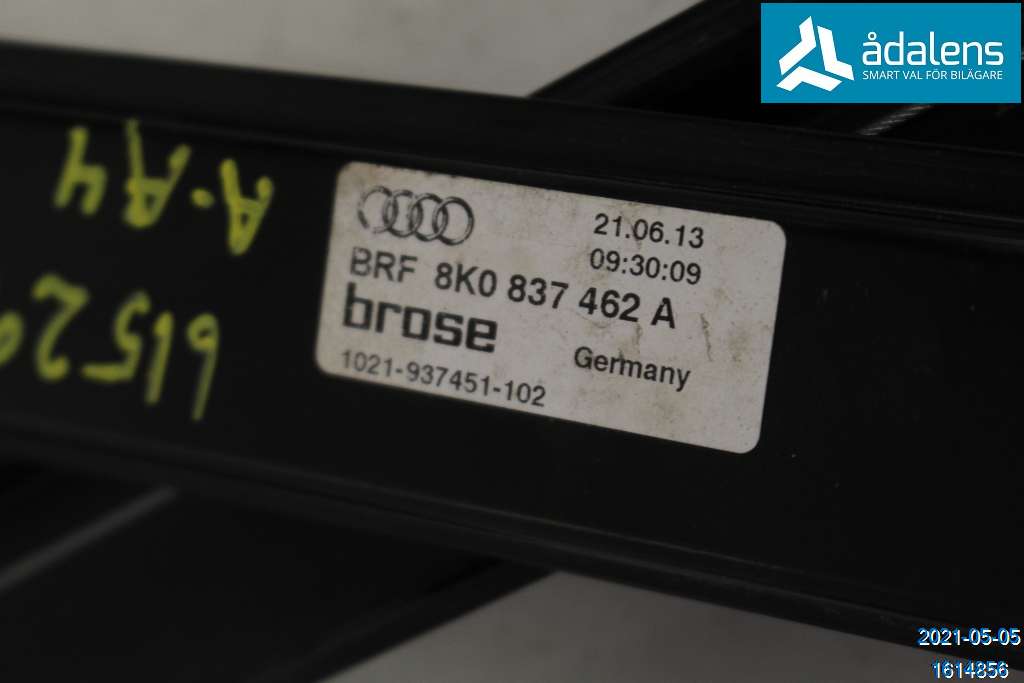 ådalens
SMART VAL FÖR BILÄGARE
A-A4
21.06.13
09:30:09
BRF 8K0 837 462 A
brose
Germany
1021-937451-102
2021-05-05
1614856